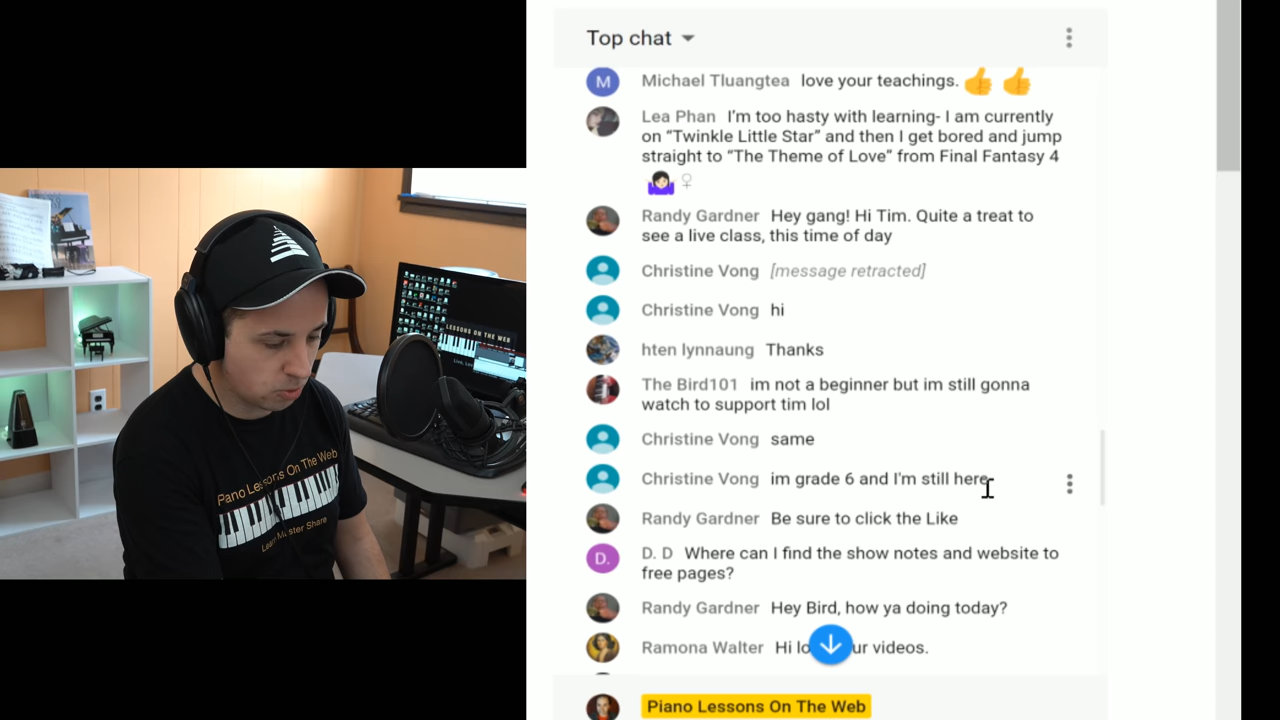 Top chat
M
Michael Tluangtea love your teachings. 👍 👍
Lea Phan I'm too hasty with learning- I am currently
on “Twinkle Little Star” and then I get bored and jump
straight to “The Theme of Love” from Final Fantasy 4
🤷🏻 ♀
Randy Gardner Hey gang! Hi Tim. Quite a treat to
see a live class, this time of day
Christine Vong [message retracted]
Christine Vong hi
hten lynnaung Thanks
The Bird101 im not a beginner but im still gonna
watch to support tim lol
Christine Vong same
Christine Vong im grade 6 and I'm still here
Randy Gardner Be sure to click the Like
D.
D. D Where can I find the show notes and website to
free pages?
Randy Gardner Hey Bird, how ya doing today?
Ramona Walter Hi videos.
Piano Lessons On The Web
LESSONS ON THE WEB
Piano Lessons On The Web
Learn Master Share